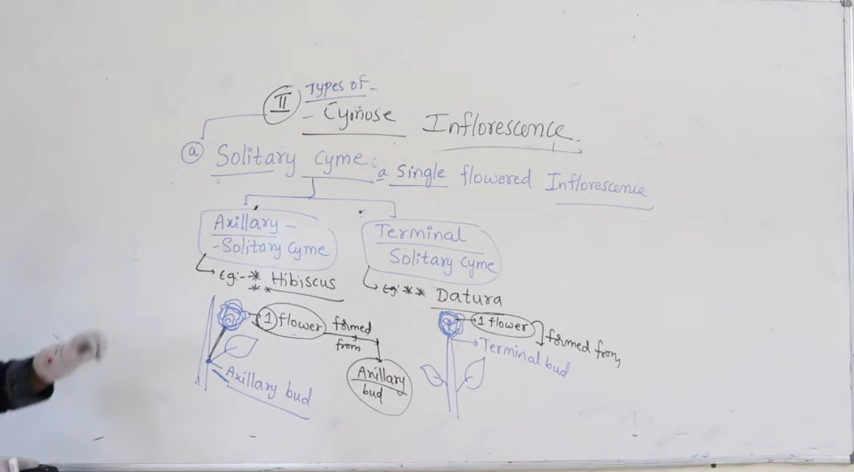 II Types of -
- Cymose Inflorescence.
a Solitary Cyme: a single flowered Inflorescence
Axillary -
- Solitary Cyme
Terminal
Solitary Cyme
eg:- * Hibiscus
**
eg:- ** Datura
1 flower formed
from
Axillary
bud
Axillary bud
1 flower
formed from,
Terminal bud